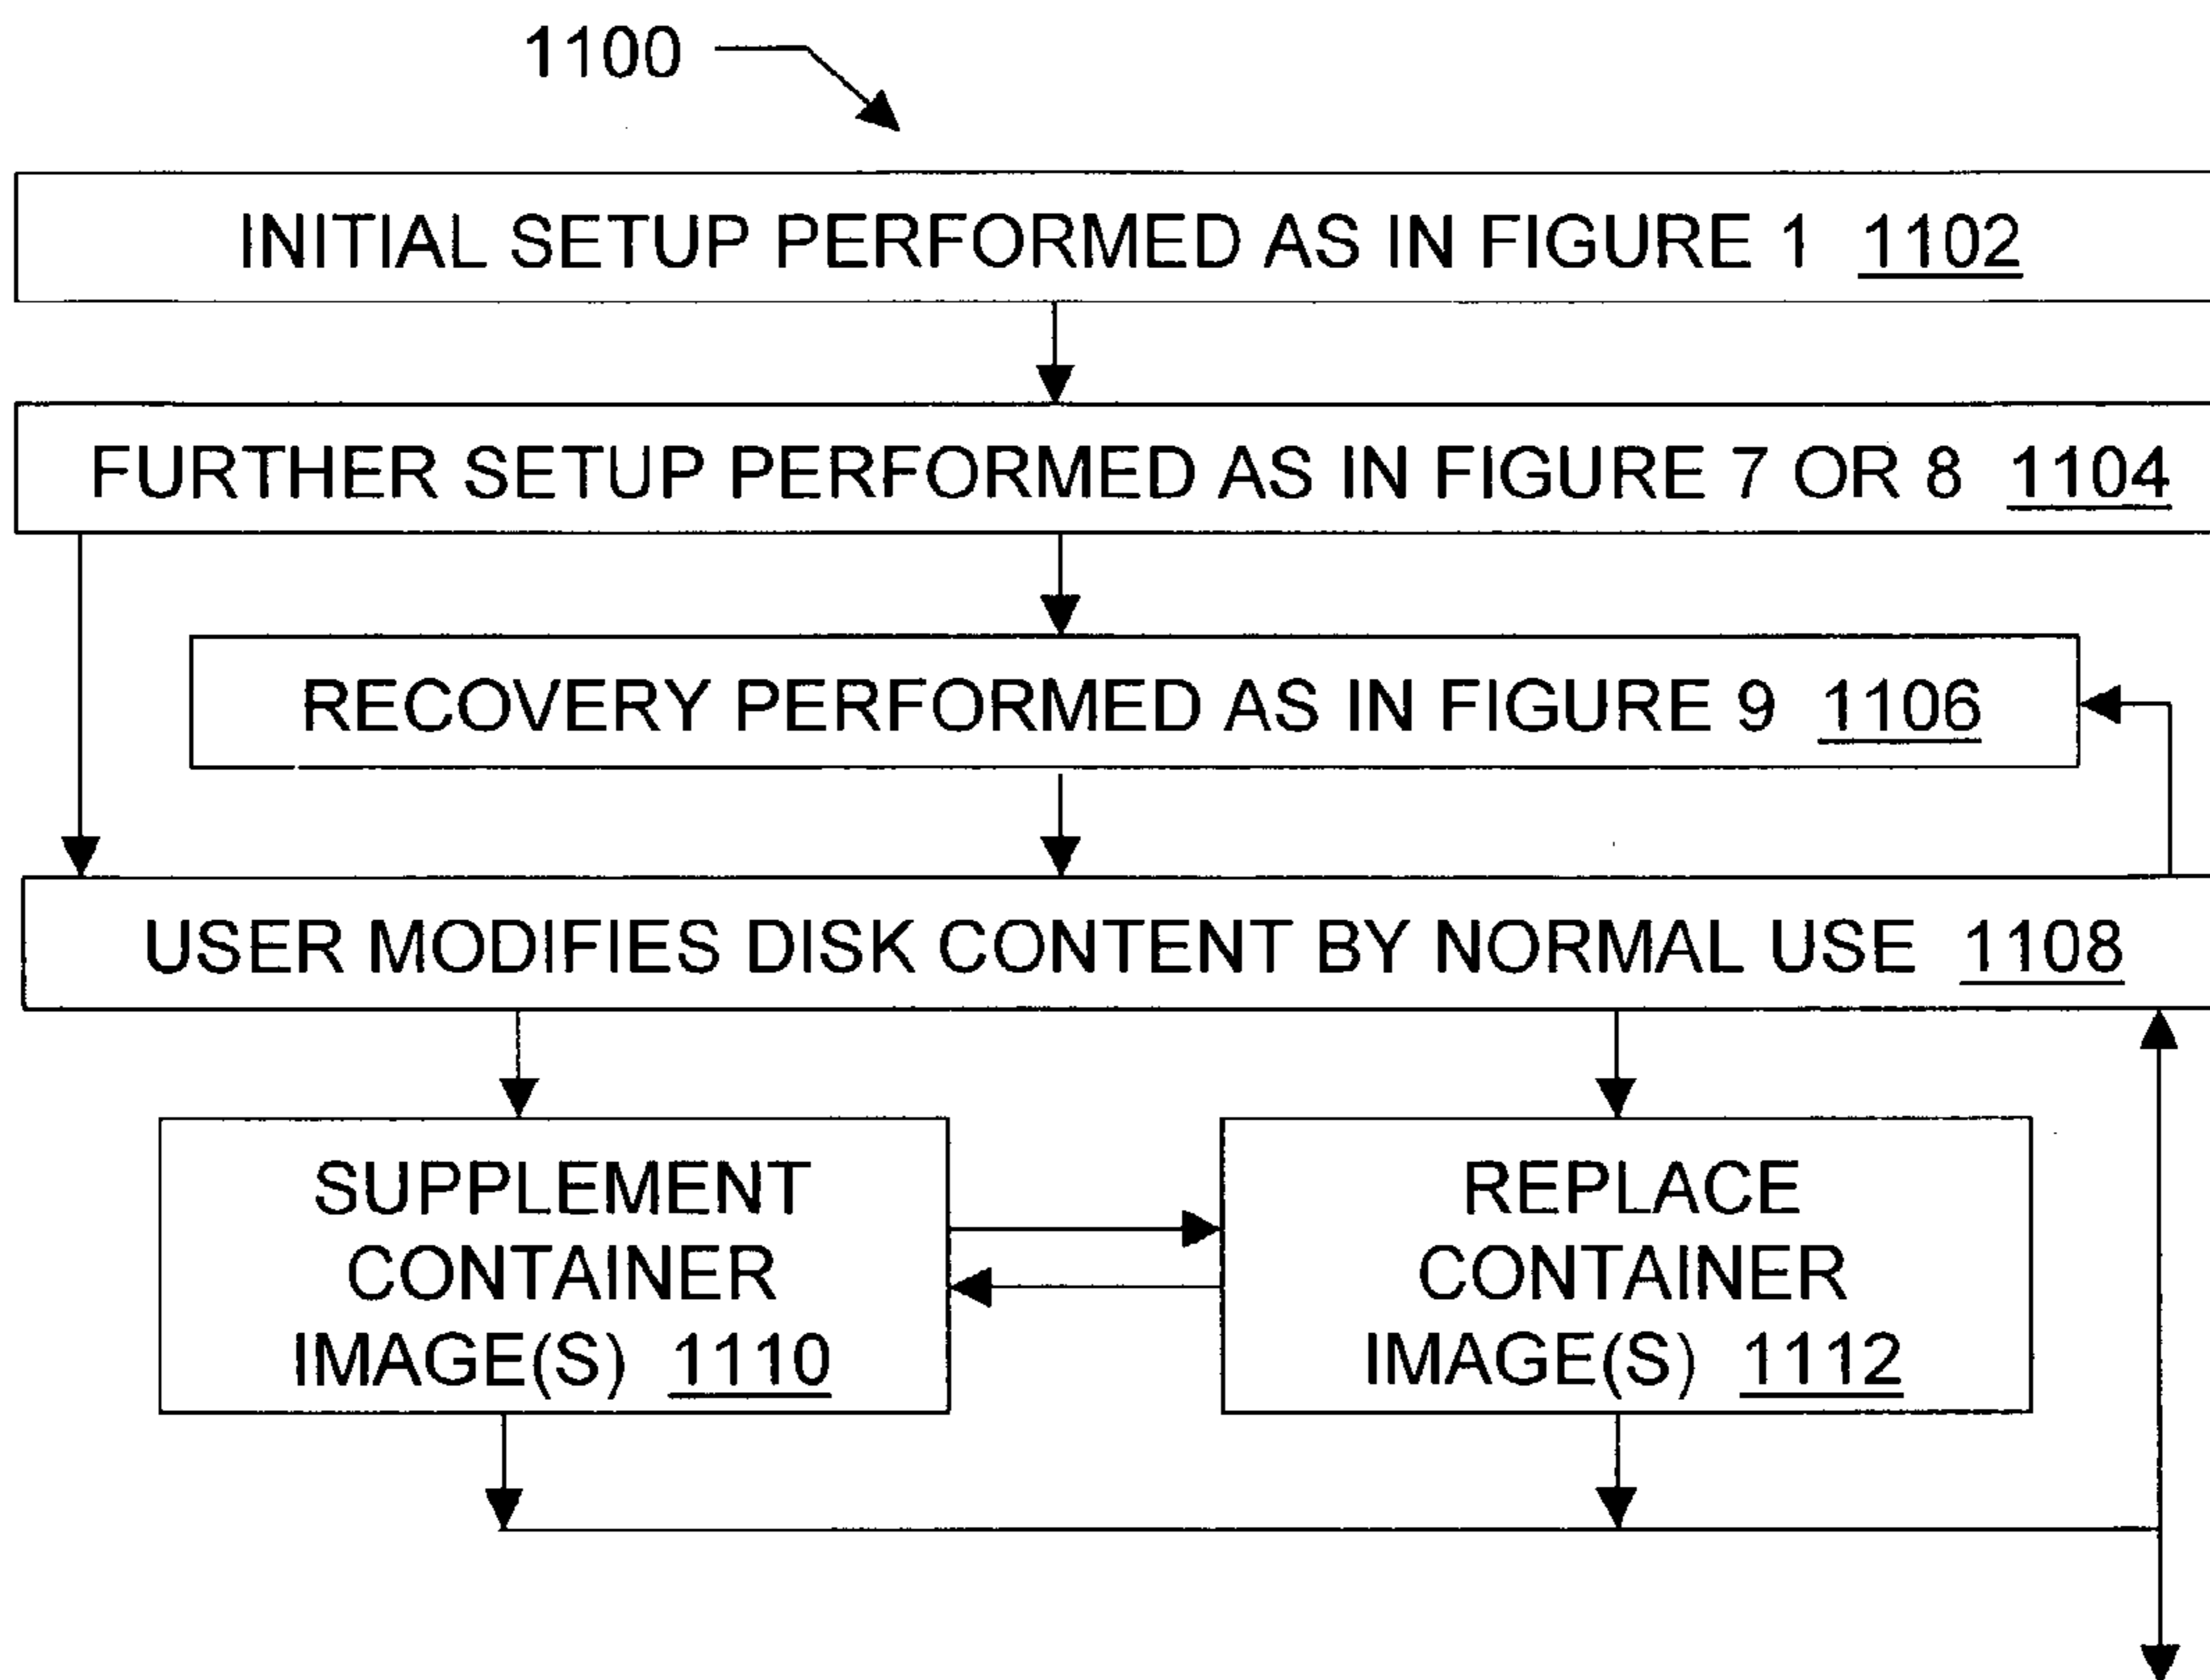 1100
INITIAL SETUP PERFORMED AS IN FIGURE 1 1102
FURTHER SETUP PERFORMED AS IN FIGURE 7 OR 8 1104
RECOVERY PERFORMED AS IN FIGURE 9 1106
USER MODIFIES DISK CONTENT BY NORMAL USE 1108
SUPPLEMENT
CONTAINER
IMAGE(S) 1110
REPLACE
CONTAINER
IMAGE(S) 1112